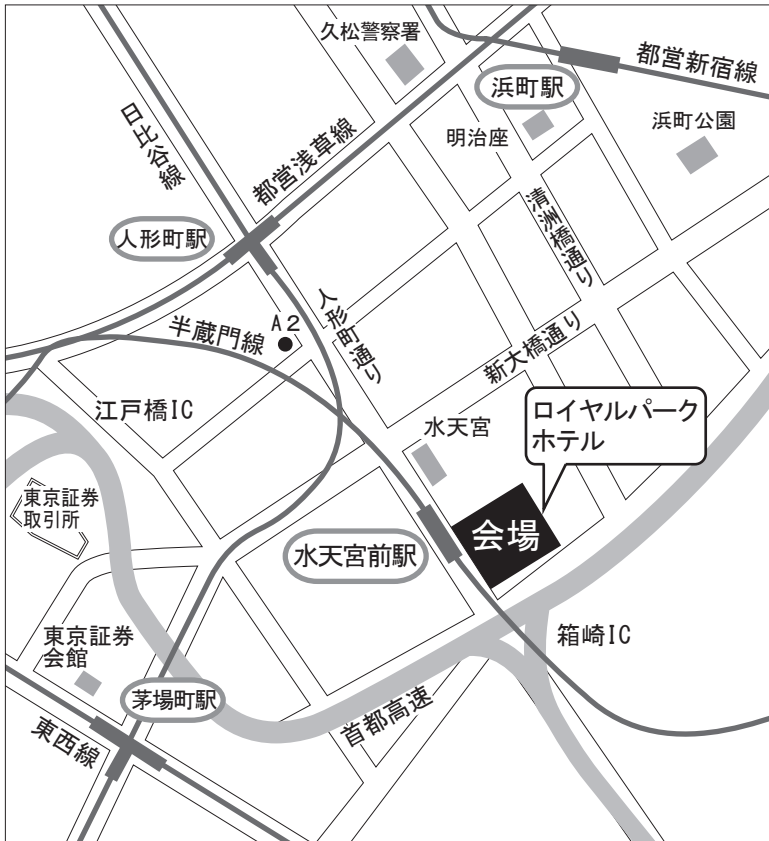 久松警察署
都営新宿線
浜町駅
日比谷線
明治座
浜町公園
都営浅草線
清洲橋通り
人形町駅
人形町通り
A2
半蔵門線
新大橋通り
江戸橋IC
水天宮
ロイヤルパーク
ホテル
東京証券
取引所
会場
水天宮前駅
東京証券
会館
箱崎IC
茅場町駅
首都高速
東西線